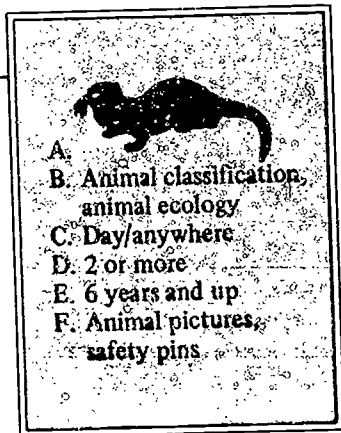 A.
B. Animal classification,
animal ecology
C. Day/anywhere
D. 2 or more
E. 6 years and up
F. Animal pictures,
safety pins